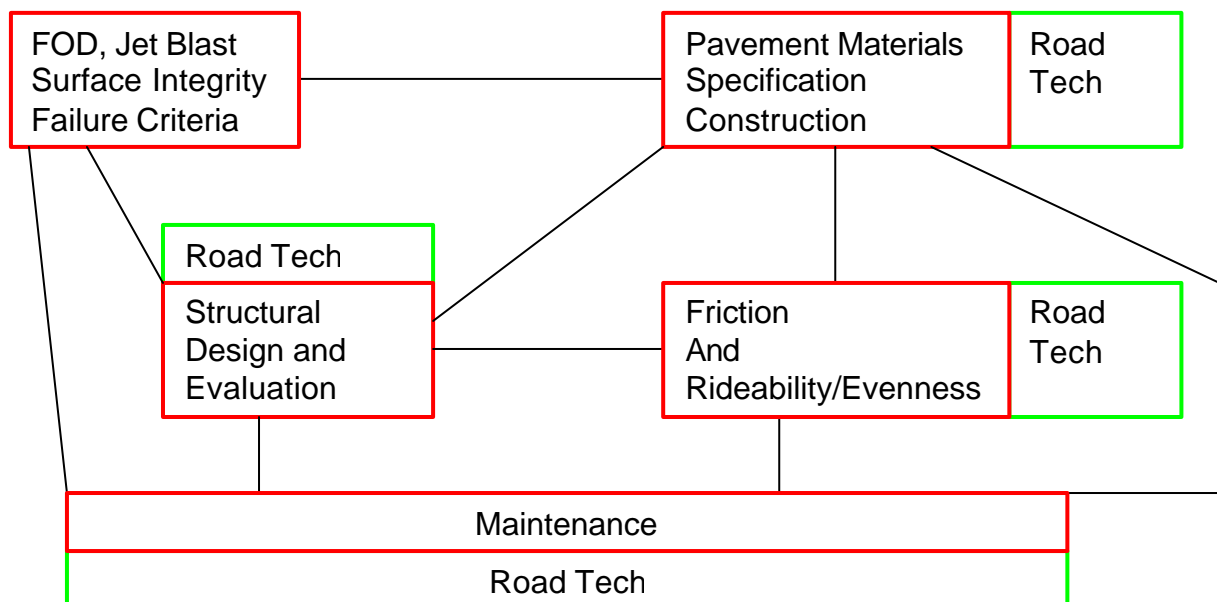 FOD, Jet Blast
Surface Integrity
Failure Criteria
Pavement Materials
Specification
Construction
Road
Tech
Road Tech
Structural
Design and
Evaluation
Friction
And
Rideability/Evenness
Road
Tech
Maintenance
Road Tech